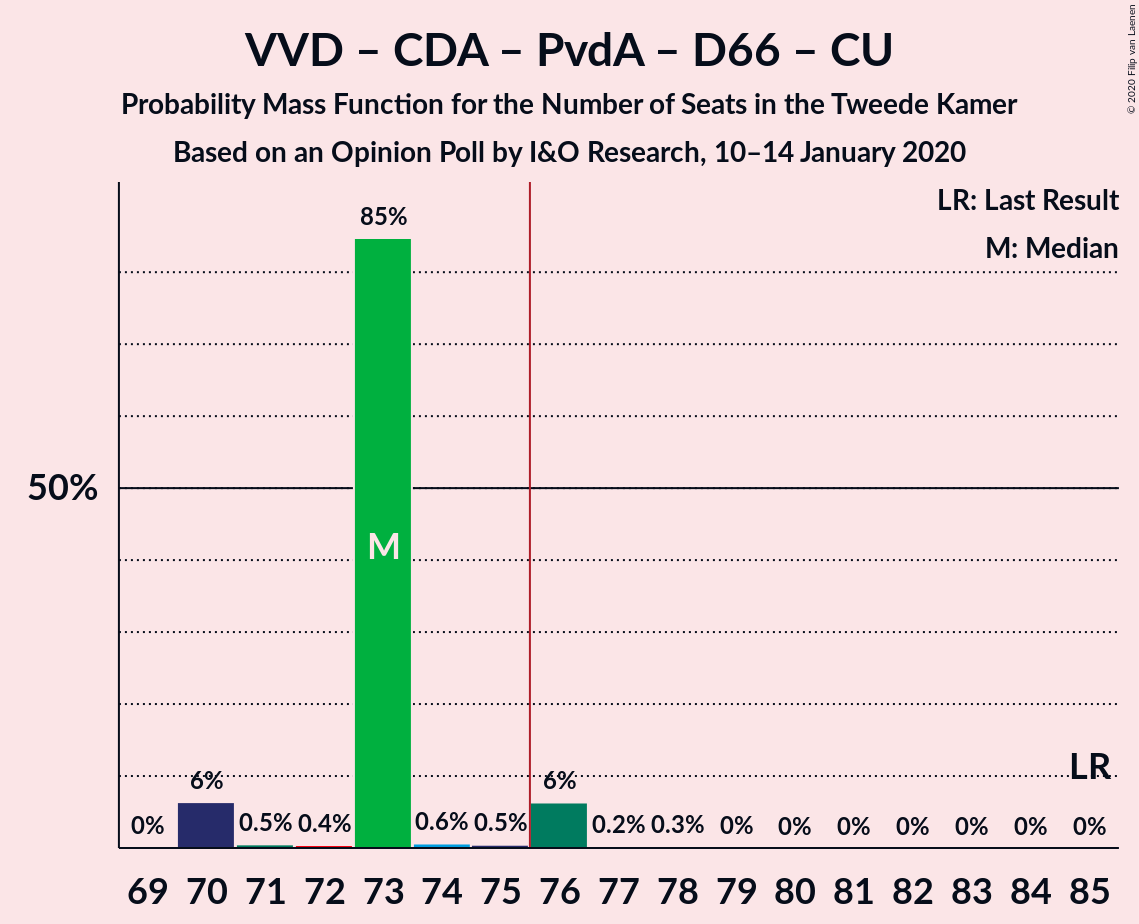 VVD – CDA – PvdA – D66 – CU
Probability Mass Function for the Number of Seats in the Tweede Kamer
Based on an Opinion Poll by I&O Research, 10–14 January 2020
© 2020 Filip van Laenen
LR: Last Result
M: Median
85%
50%
M
LR
0% 6% 0.5% 0.4% 0.6% 0.5% 6% 0.2% 0.3% 0% 0% 0% 0% 0% 0% 0%
69 70 71 72 73 74 75 76 77 78 79 80 81 82 83 84 85